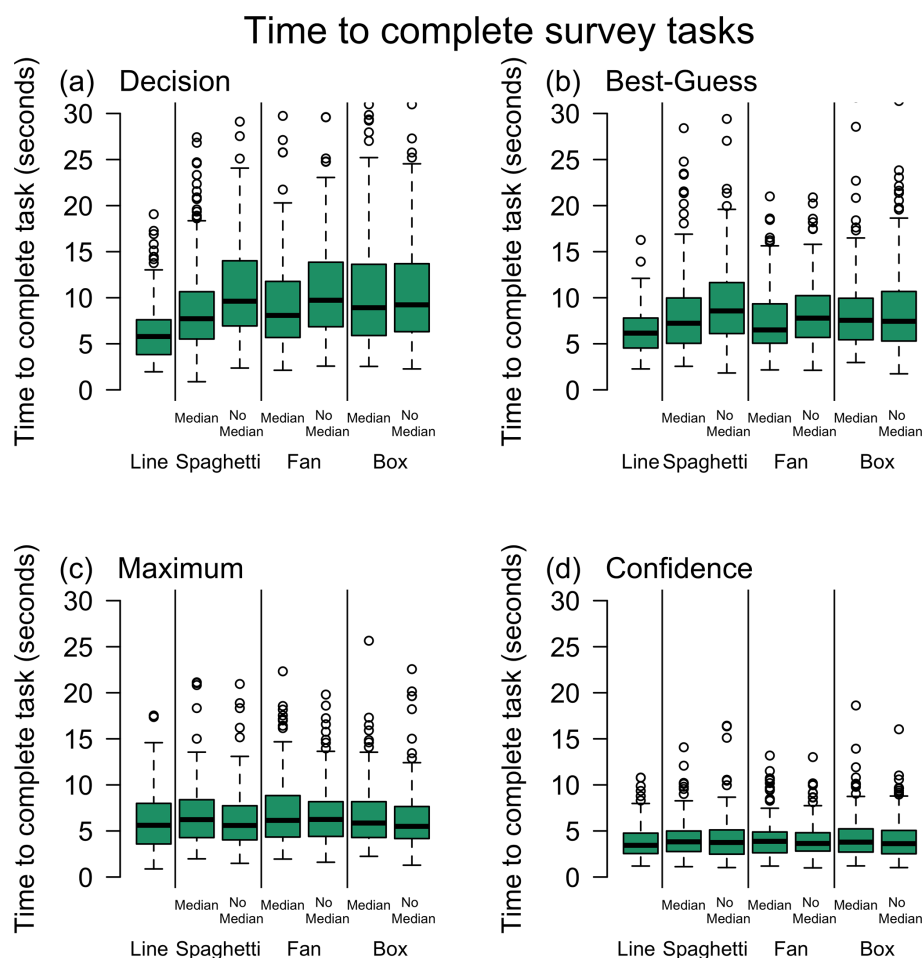 Time to complete survey tasks
(a) Decision
Time to complete task (seconds)
30
25
20
15
10
5
0
Median No Median Median No Median Median No Median
Line Spaghetti Fan Box
(b) Best-Guess
Time to complete task (seconds)
30
25
20
15
10
5
0
Median No Median Median No Median Median No Median
Line Spaghetti Fan Box
(c) Maximum
Time to complete task (seconds)
30
25
20
15
10
5
0
Median No Median Median No Median Median No Median
Line Spaghetti Fan Box
(d) Confidence
Time to complete task (seconds)
30
25
20
15
10
5
0
Median No Median Median No Median Median No Median
Line Spaghetti Fan Box